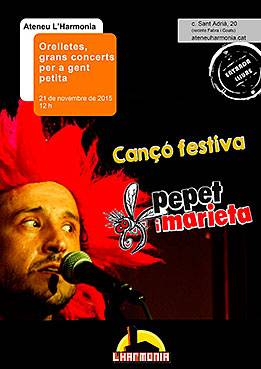 Ateneu L'Harmonia
Orelletes,
grans concerts
per a gent
petita
21 de novembre de 2015
12 h
c. Sant Adrià, 20
(recinte Fabra i Coats)
ateneuharmonia.cat
ENTRADA
LLIURE
Cançó festiva
pepet
i marieta
L'HARMONIA